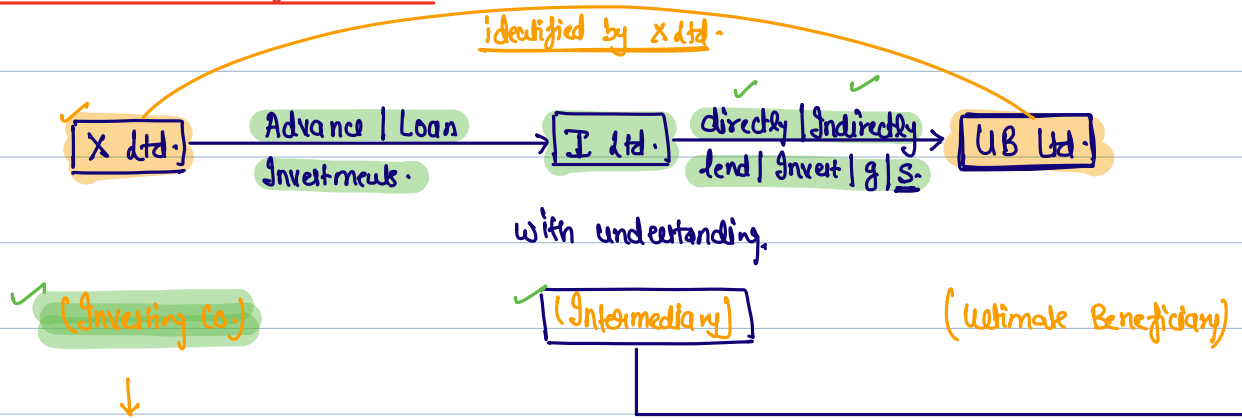 identified by X Ltd.
X Ltd. Advance | Loan I Ltd. directly | Indirectly UB Ltd.
Investments. lend | Invest | g | s.
with understanding.
(Investing Co.) (Intermediary) (Ultimate Beneficiary)